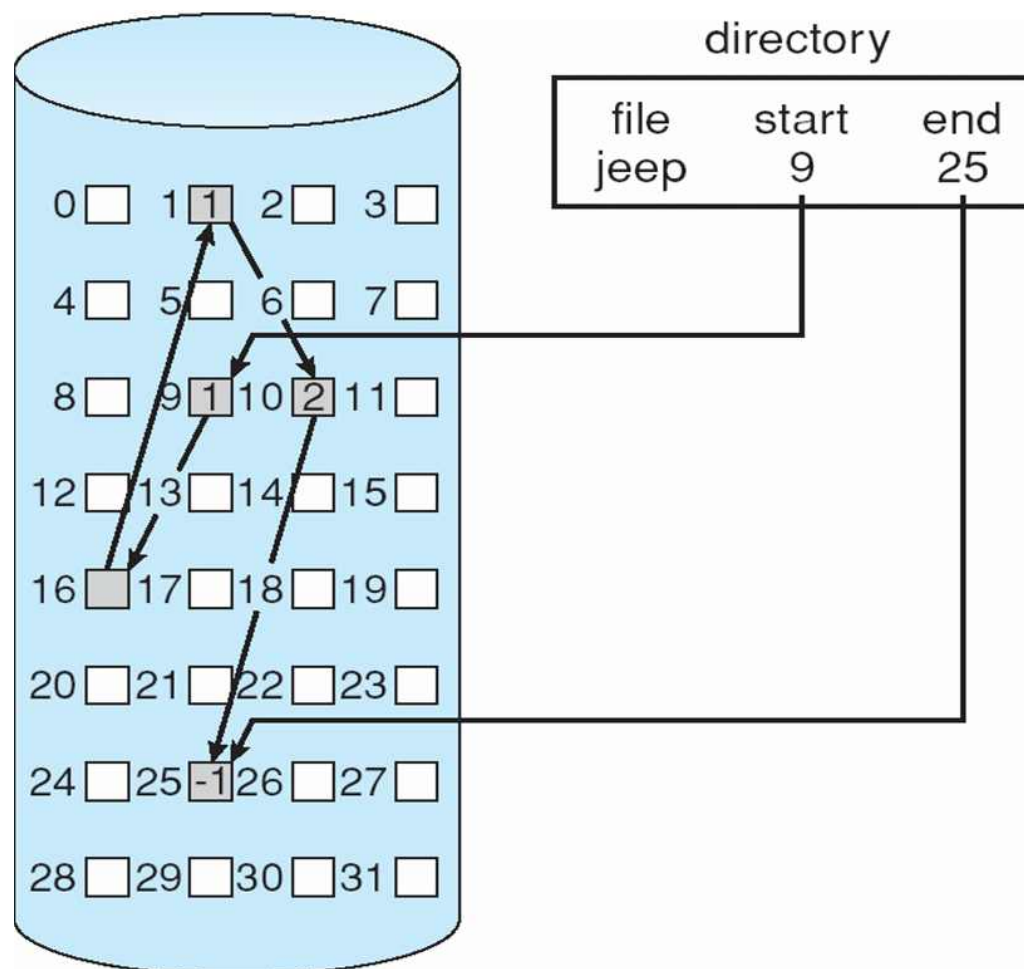 directory
file start end
jeep 9 25
0 1 1 2 3
4 5 6 7
8 9 1 10 2 11
12 13 14 15
16 17 18 19
20 21 22 23
24 25 -1 26 27
28 29 30 31